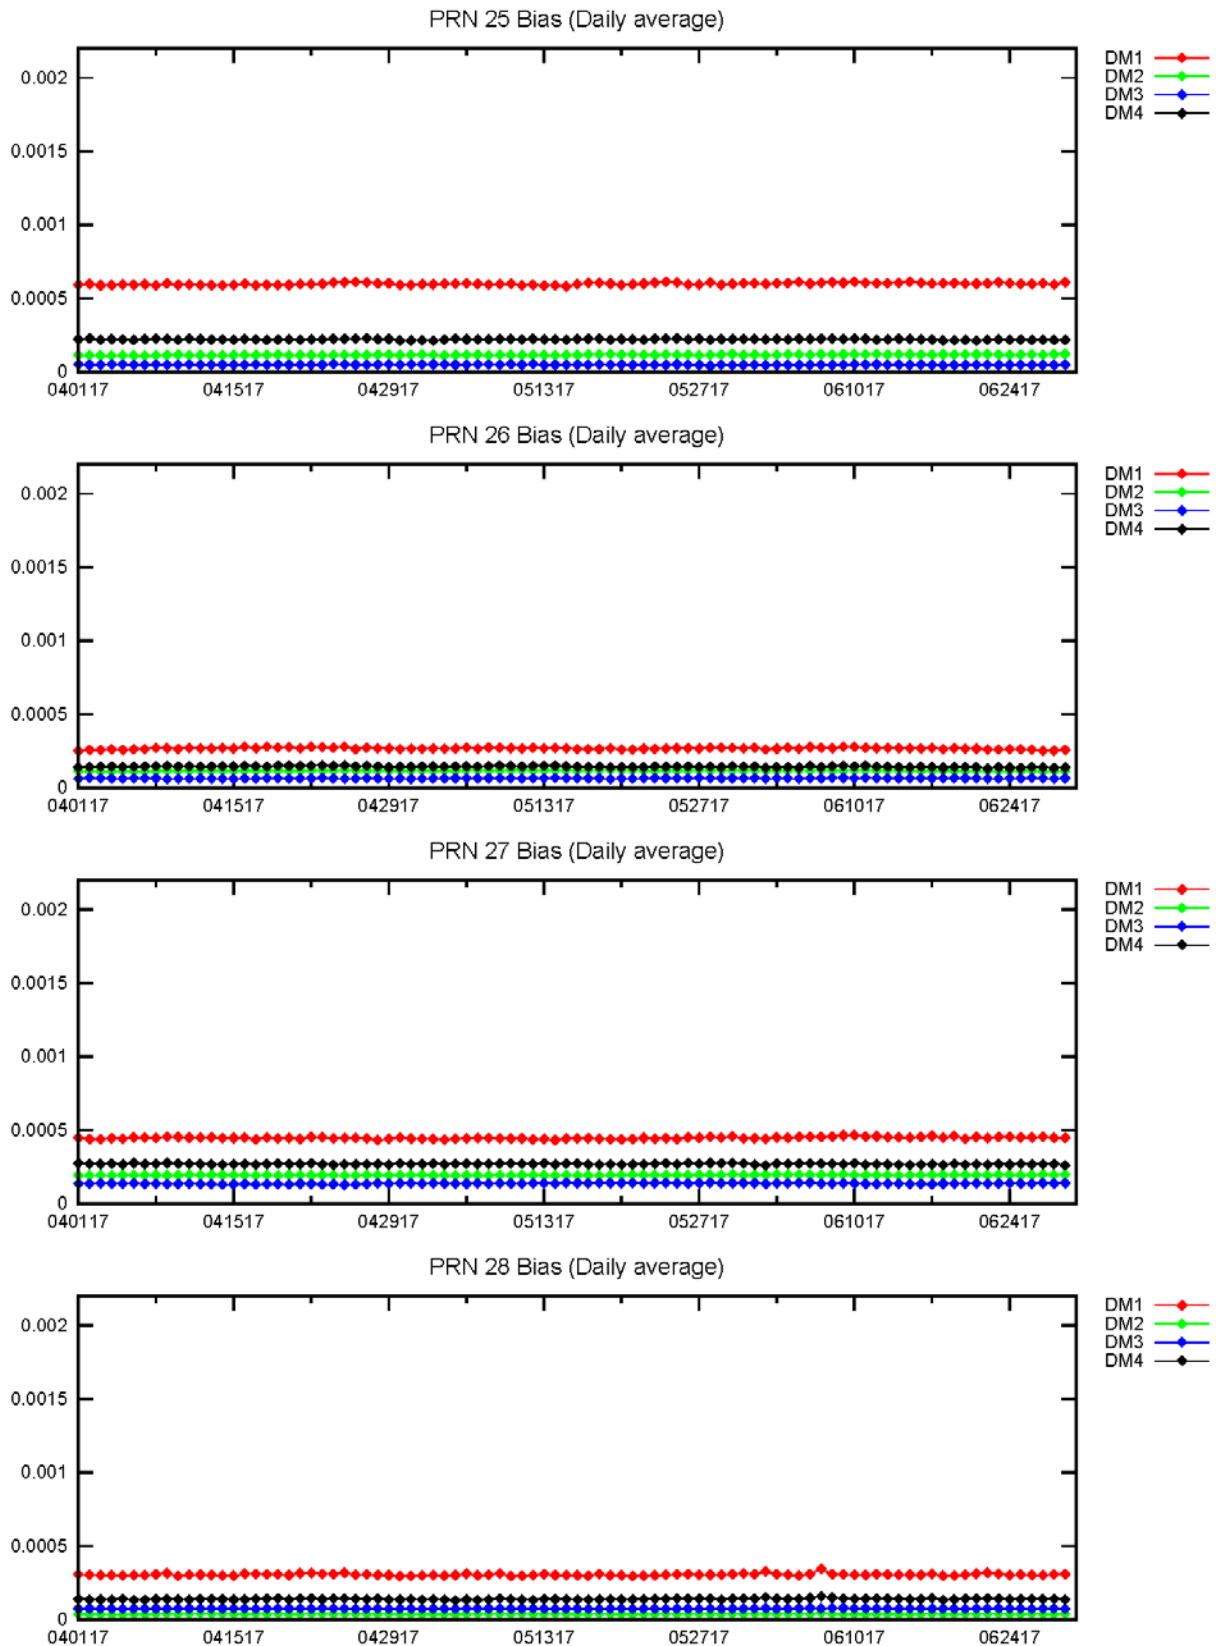 PRN 25 Bias (Daily average)
DM1
DM2
DM3
DM4
0.002
0.0015
0.001
0.0005
0
040117 041517 042917 051317 052717 061017 062417
PRN 26 Bias (Daily average)
DM1
DM2
DM3
DM4
0.002
0.0015
0.001
0.0005
0
040117 041517 042917 051317 052717 061017 062417
PRN 27 Bias (Daily average)
DM1
DM2
DM3
DM4
0.002
0.0015
0.001
0.0005
0
040117 041517 042917 051317 052717 061017 062417
PRN 28 Bias (Daily average)
DM1
DM2
DM3
DM4
0.002
0.0015
0.001
0.0005
0
040117 041517 042917 051317 052717 061017 062417